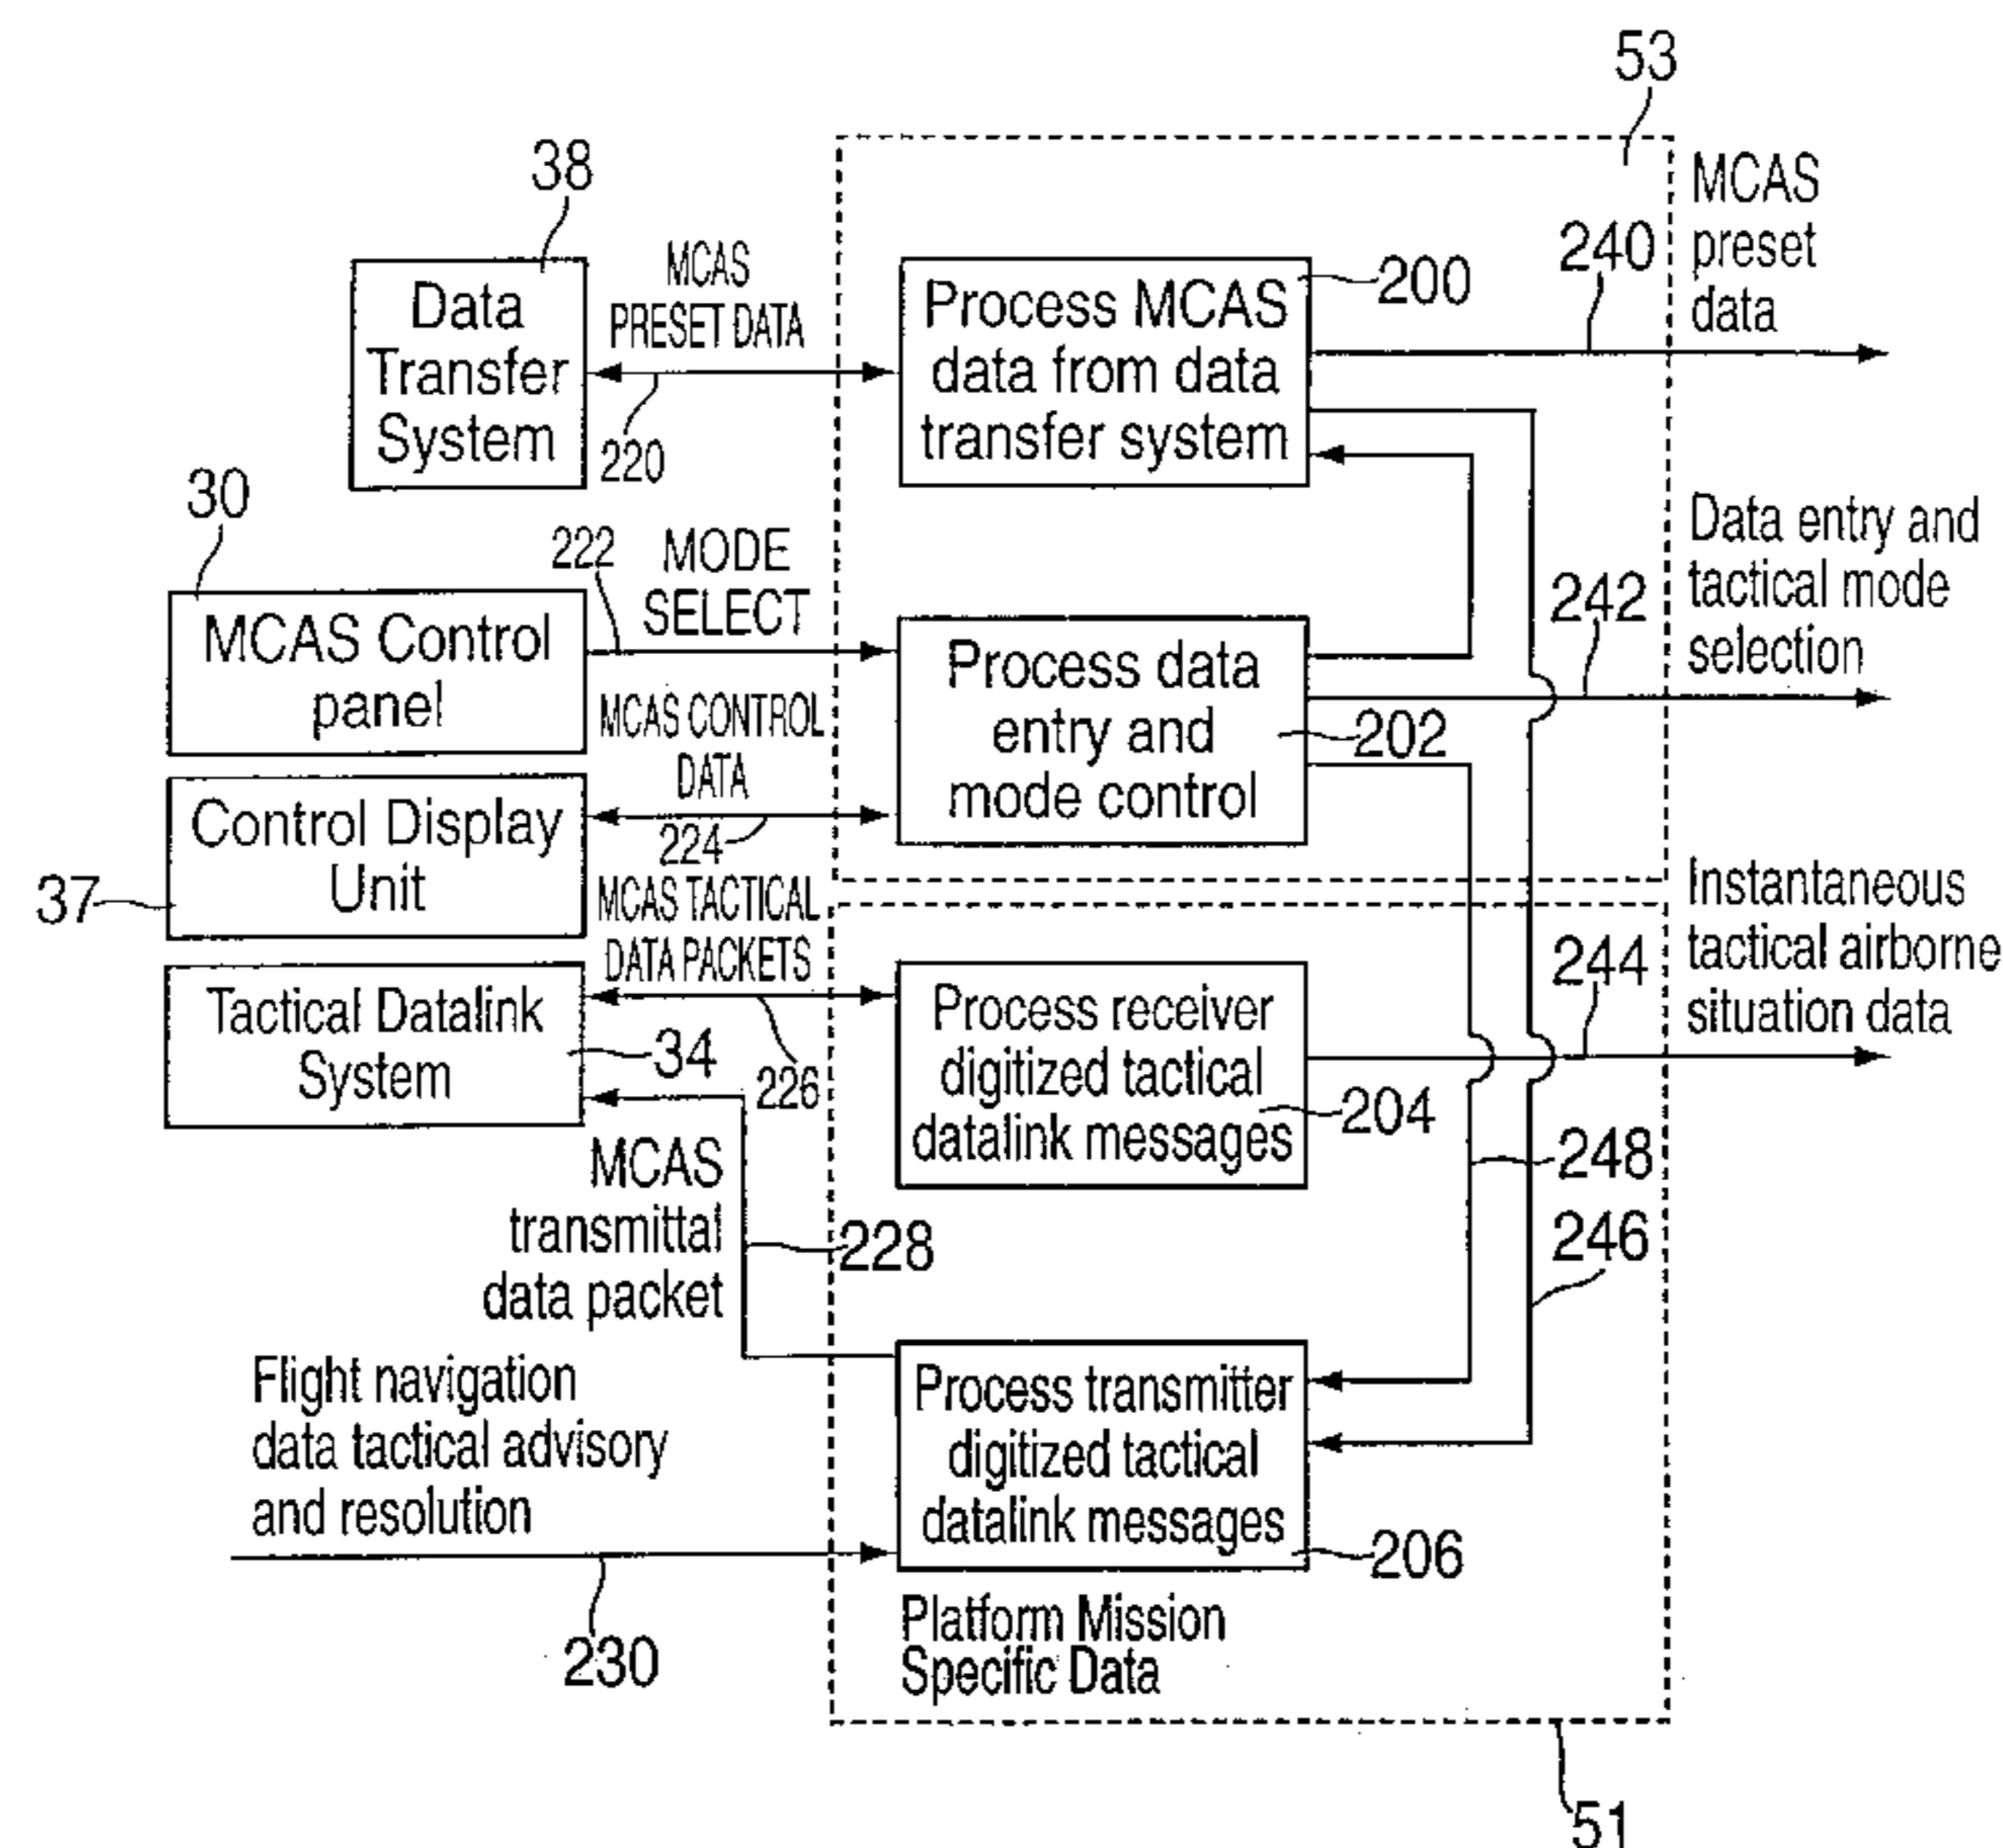 53
38
Data
Transfer
System
MCAS
PRESET DATA
220
Process MCAS
data from data
transfer system
200
240
MCAS
preset
data
30
MCAS Control
panel
222
MODE
SELECT
Process data
entry and
mode control
202
242
Data entry and
tactical mode
selection
MCAS CONTROL
DATA
224
Control Display
Unit
37
MCAS TACTICAL
DATA PACKETS
226
Tactical Datalink
System
34
Process receiver
digitized tactical
datalink messages
204
244
Instantaneous
tactical airborne
situation data
248
246
MCAS
transmittal
data packet
228
Flight navigation
data tactical advisory
and resolution
230
Process transmitter
digitized tactical
datalink messages
206
Platform Mission
Specific Data
51